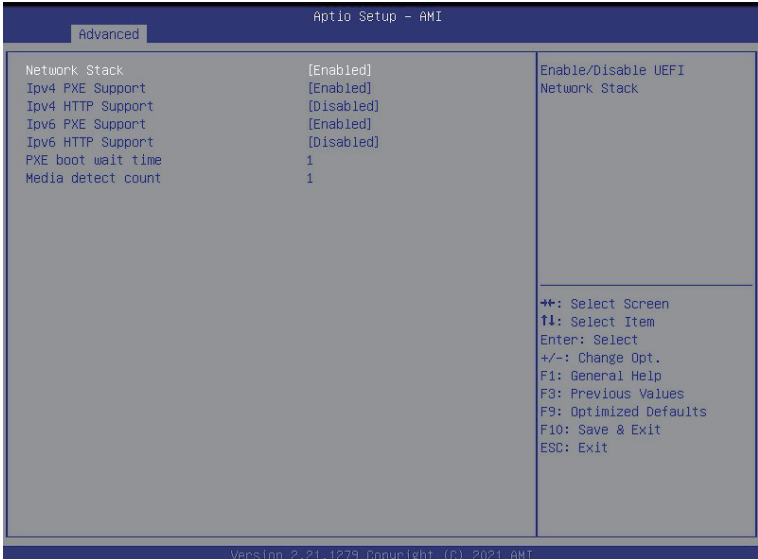 Aptio Setup – AMI
Advanced
Network Stack [Enabled]
Ipv4 PXE Support [Enabled]
Ipv4 HTTP Support [Disabled]
Ipv6 PXE Support [Enabled]
Ipv6 HTTP Support [Disabled]
PXE boot wait time 1
Media detect count 1
Enable/Disable UEFI
Network Stack
→←: Select Screen
↑↓: Select Item
Enter: Select
+/-: Change Opt.
F1: General Help
F3: Previous Values
F9: Optimized Defaults
F10: Save & Exit
ESC: Exit
Version 2.21.1279 Copyright (C) 2021 AMI